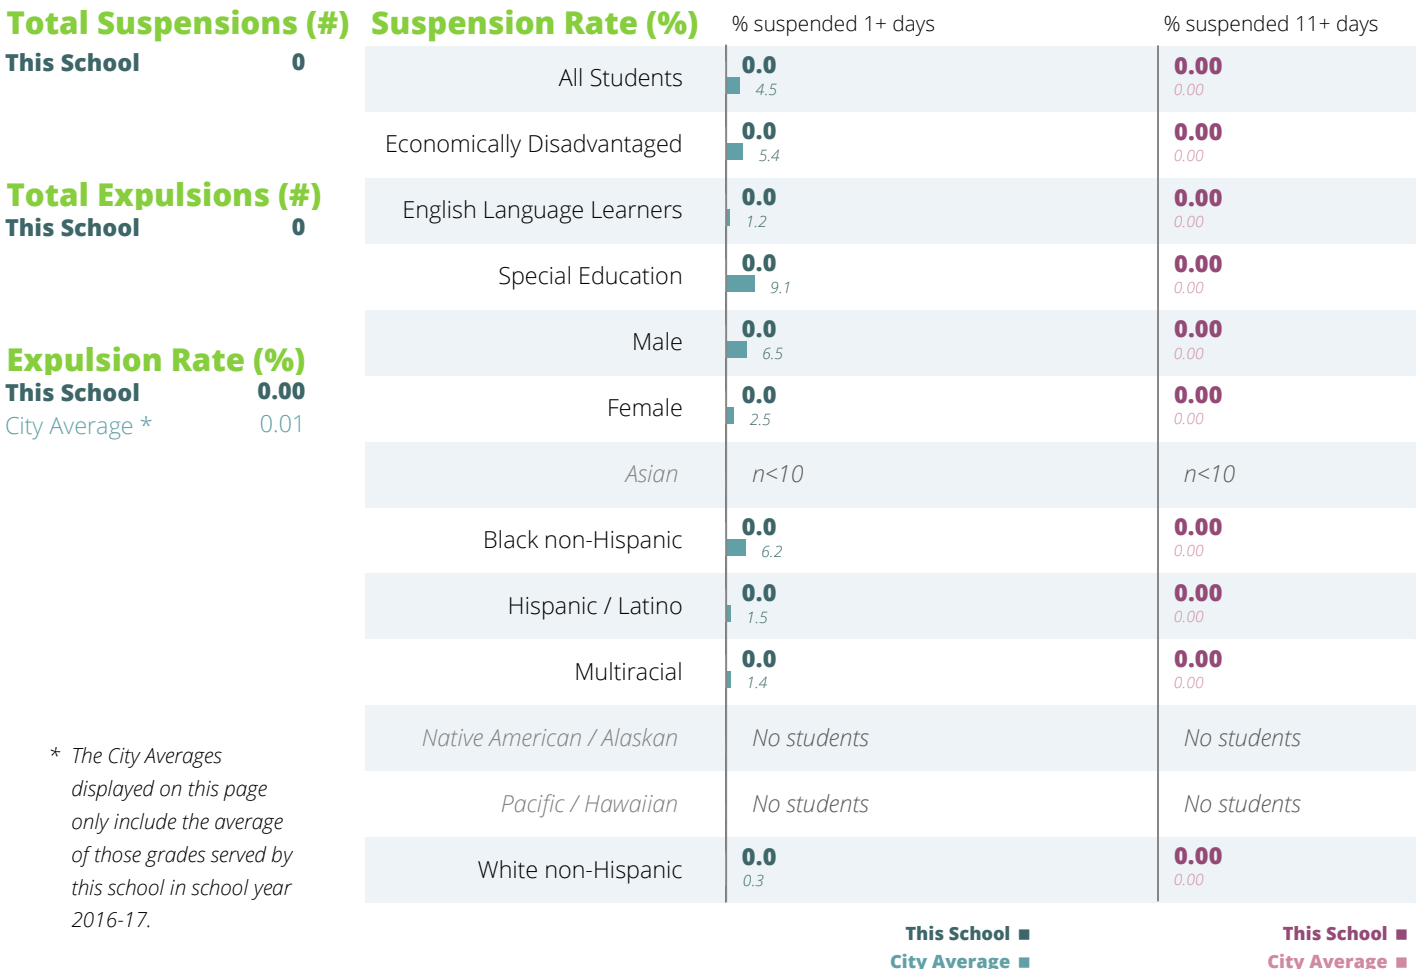 Total Suspensions (#)
This School 0
Total Expulsions (#)
This School 0
Expulsion Rate (%)
This School 0.00
City Average * 0.01
* The City Averages
displayed on this page
only include the average
of those grades served by
this school in school year
2016-17.
Suspension Rate (%) % suspended 1+ days % suspended 11+ days
All Students 0.0 4.5 0.00 0.00
Economically Disadvantaged 0.0 5.4 0.00 0.00
English Language Learners 0.0 1.2 0.00 0.00
Special Education 0.0 9.1 0.00 0.00
Male 0.0 6.5 0.00 0.00
Female 0.0 2.5 0.00 0.00
Asian n<10 n<10
Black non-Hispanic 0.0 6.2 0.00 0.00
Hispanic / Latino 0.0 1.5 0.00 0.00
Multiracial 0.0 1.4 0.00 0.00
Native American / Alaskan No students No students
Pacific / Hawaiian No students No students
White non-Hispanic 0.0 0.3 0.00 0.00
This School This School
City Average City Average